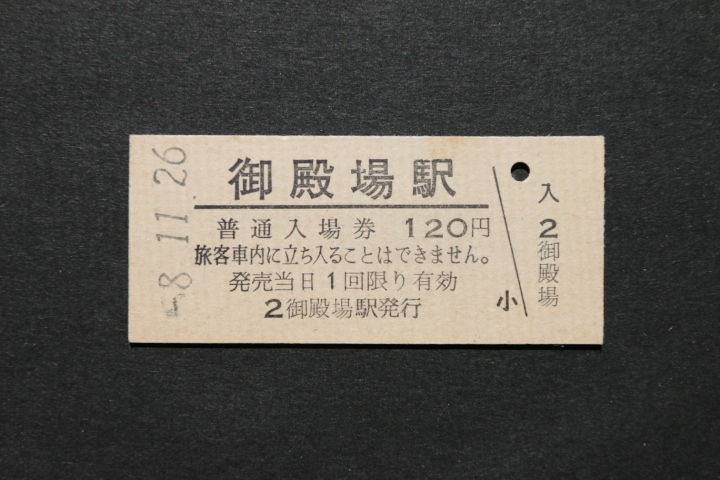 御殿場駅
普通入場券 120円
旅客車内に立ち入ることはできません。
発売当日1回限り有効
2御殿場駅発行
小
入
2
御殿場
8.11.26